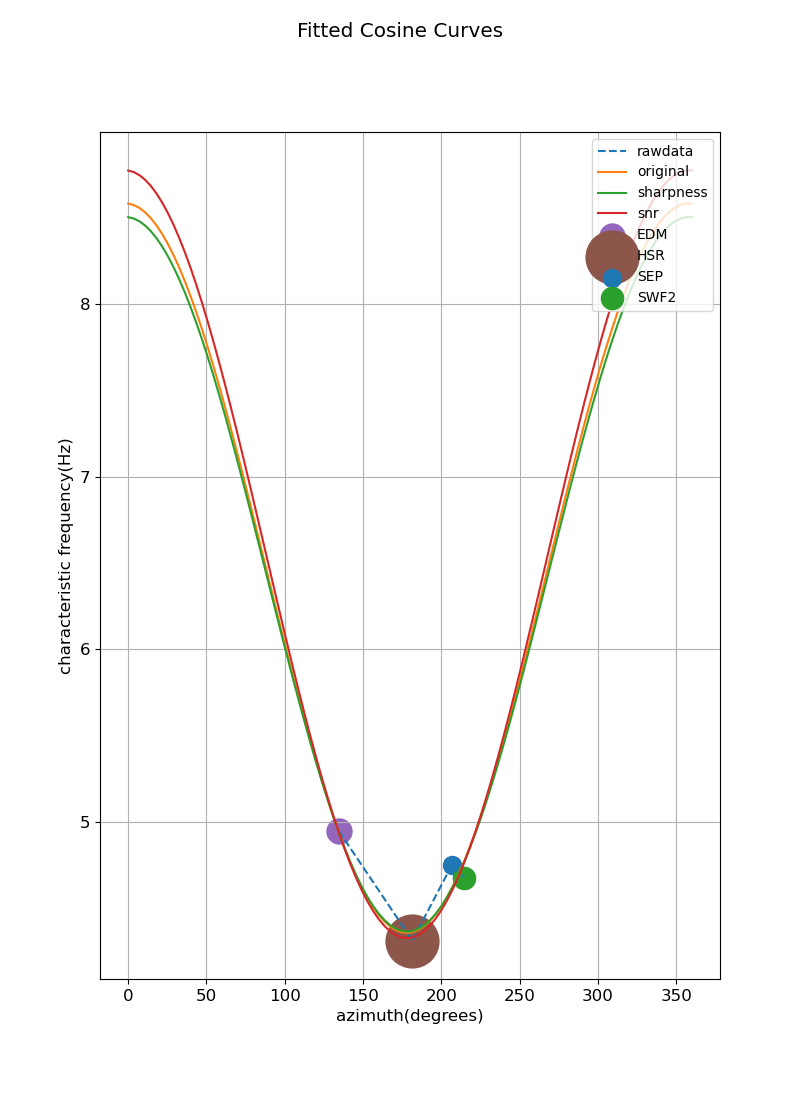 Fitted Cosine Curves
rawdata
original
sharpness
snr
EDM
HSR
SEP
SWF2
8
7
6
5
characteristic frequency(Hz)
0 50 100 150 200 250 300 350
azimuth(degrees)